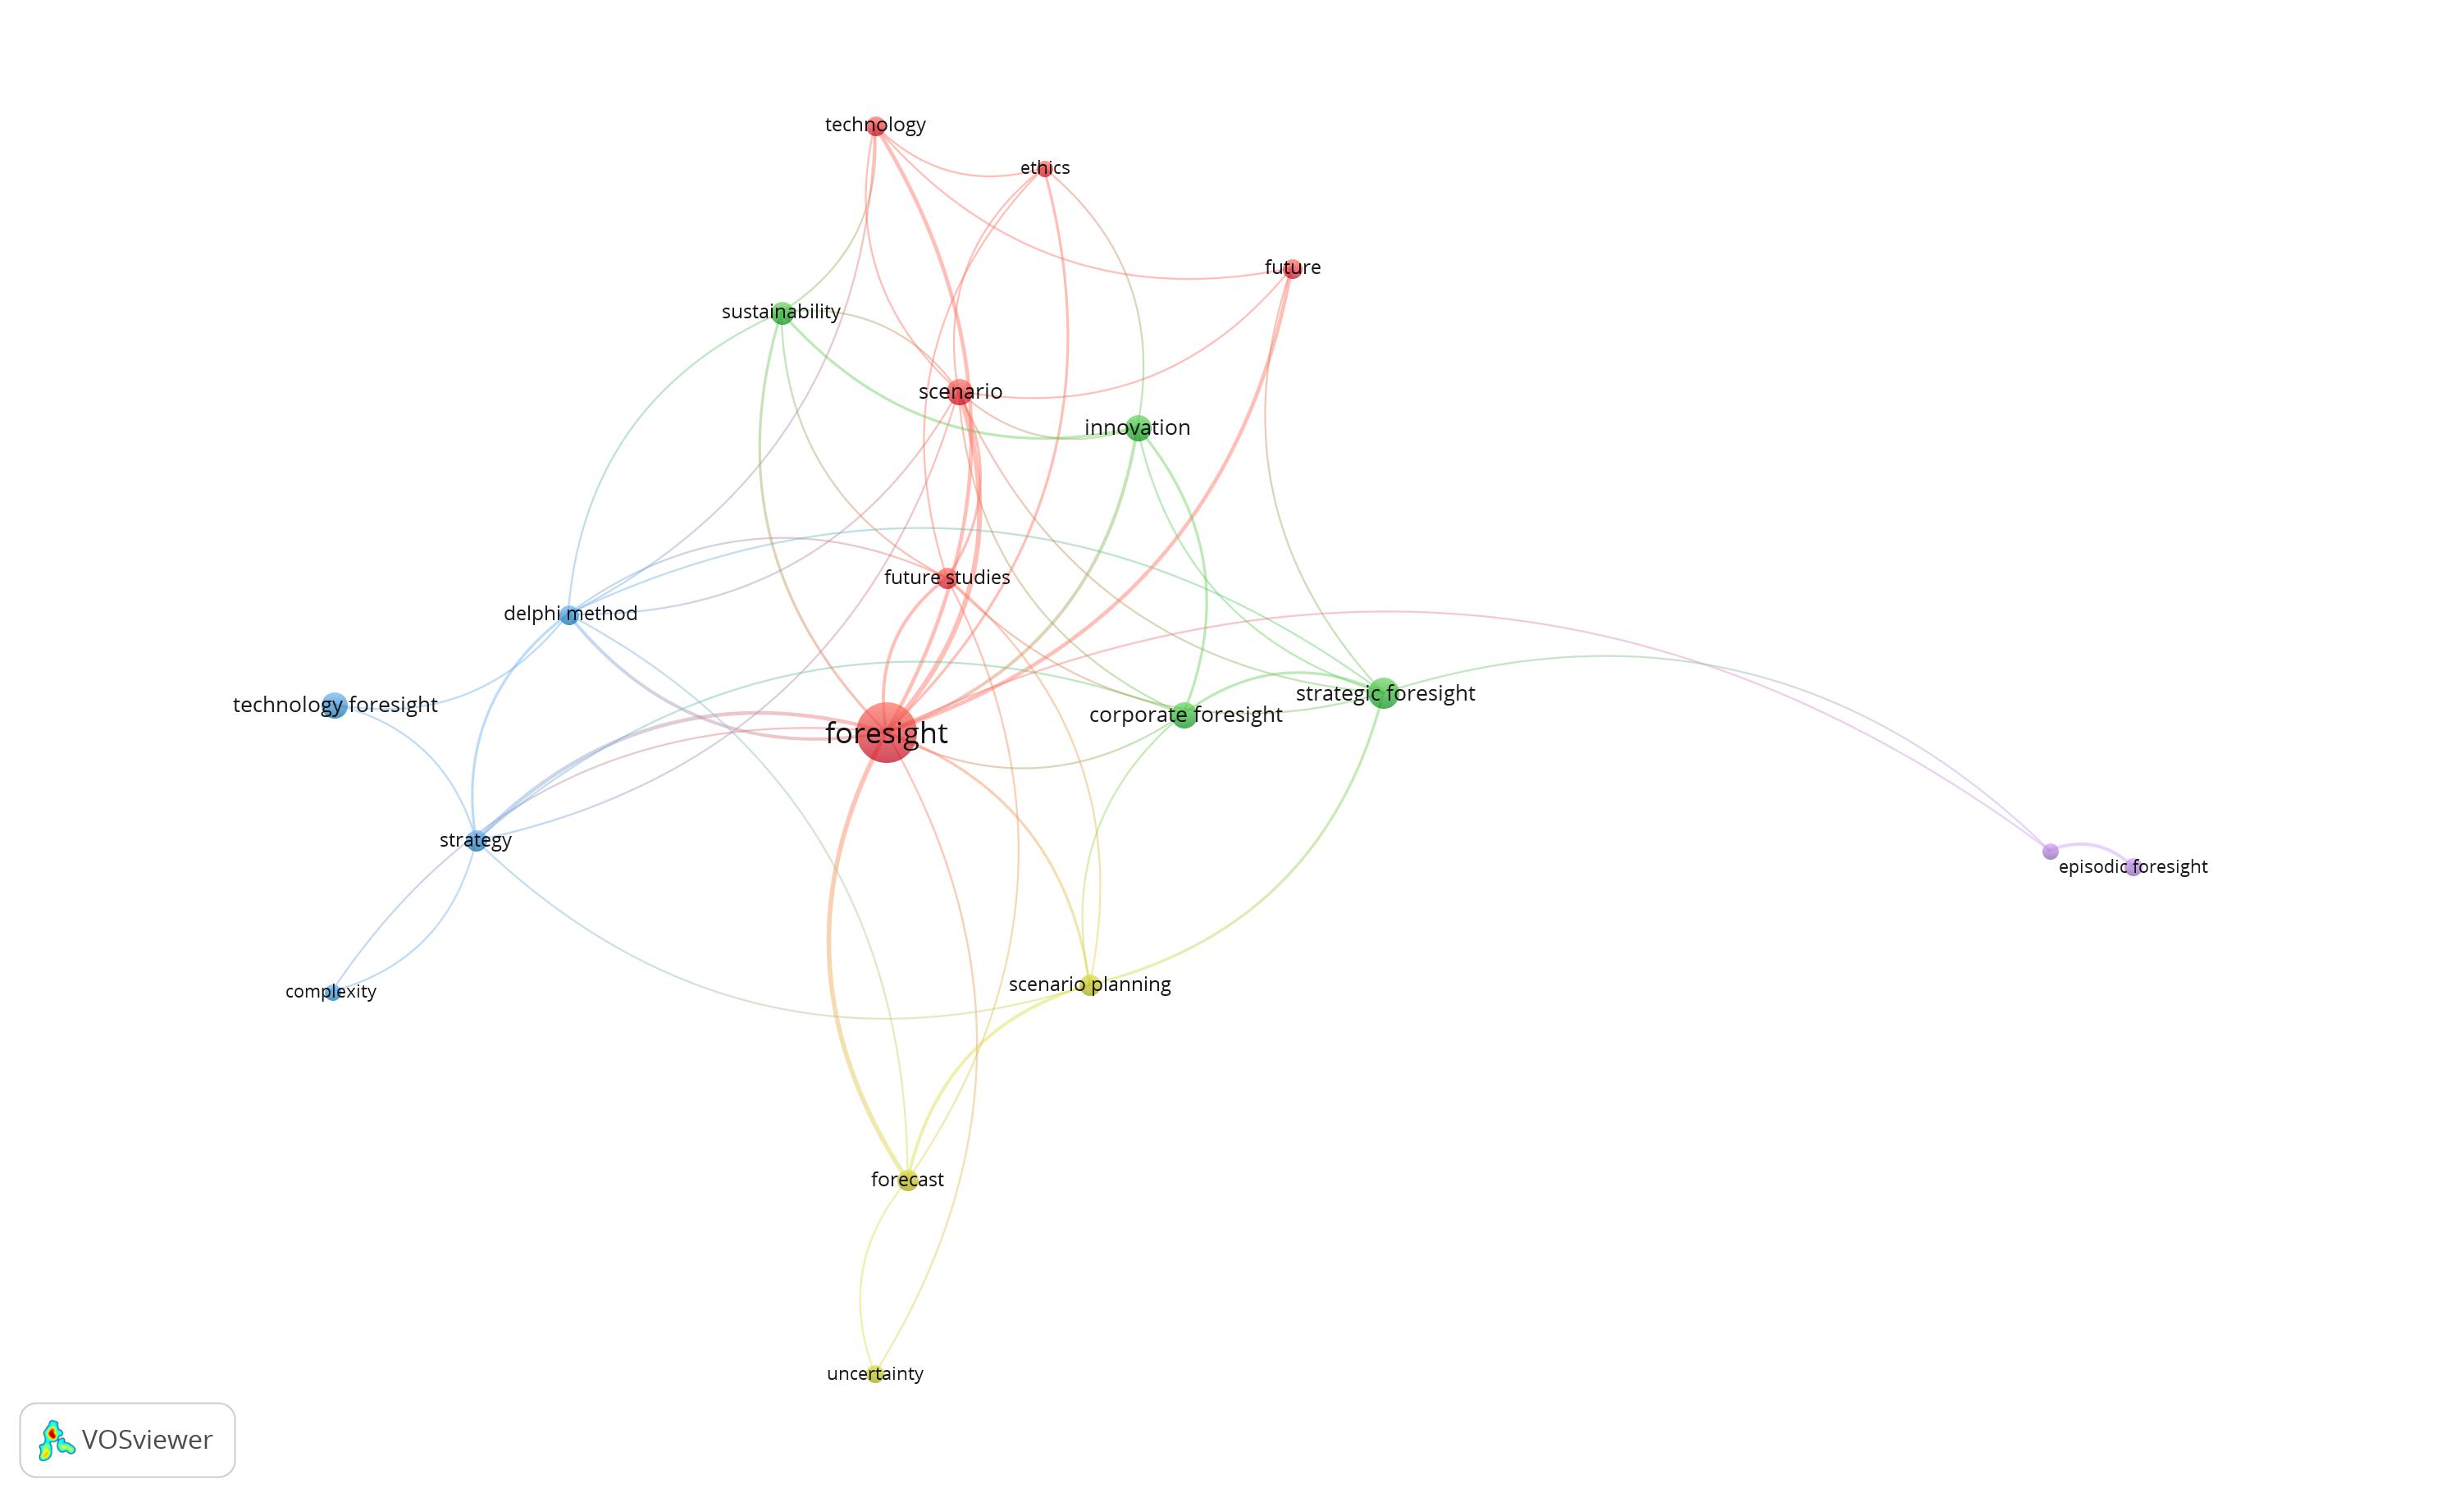 technology
ethics
future
sustainability
scenario
innovation
future studies
delphi method
strategic foresight
technology foresight
corporate foresight
foresight
strategy
episodic foresight
scenario planning
complexity
forecast
uncertainty
VOSviewer